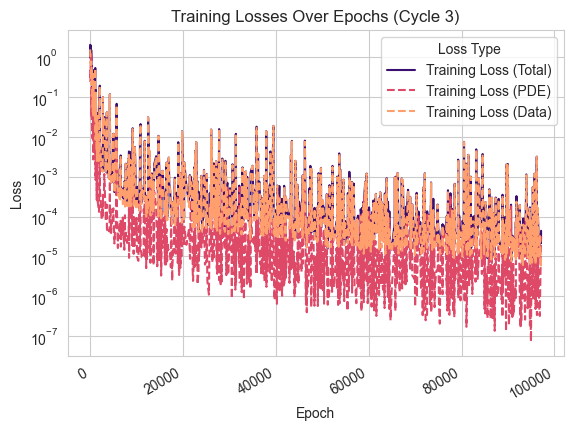 Training Losses Over Epochs (Cycle 3)
Loss Type
Training Loss (Total)
Training Loss (PDE)
Training Loss (Data)
Loss
10⁰
10⁻¹
10⁻²
10⁻³
10⁻⁴
10⁻⁵
10⁻⁶
10⁻⁷
0
20000
40000
60000
80000
100000
Epoch